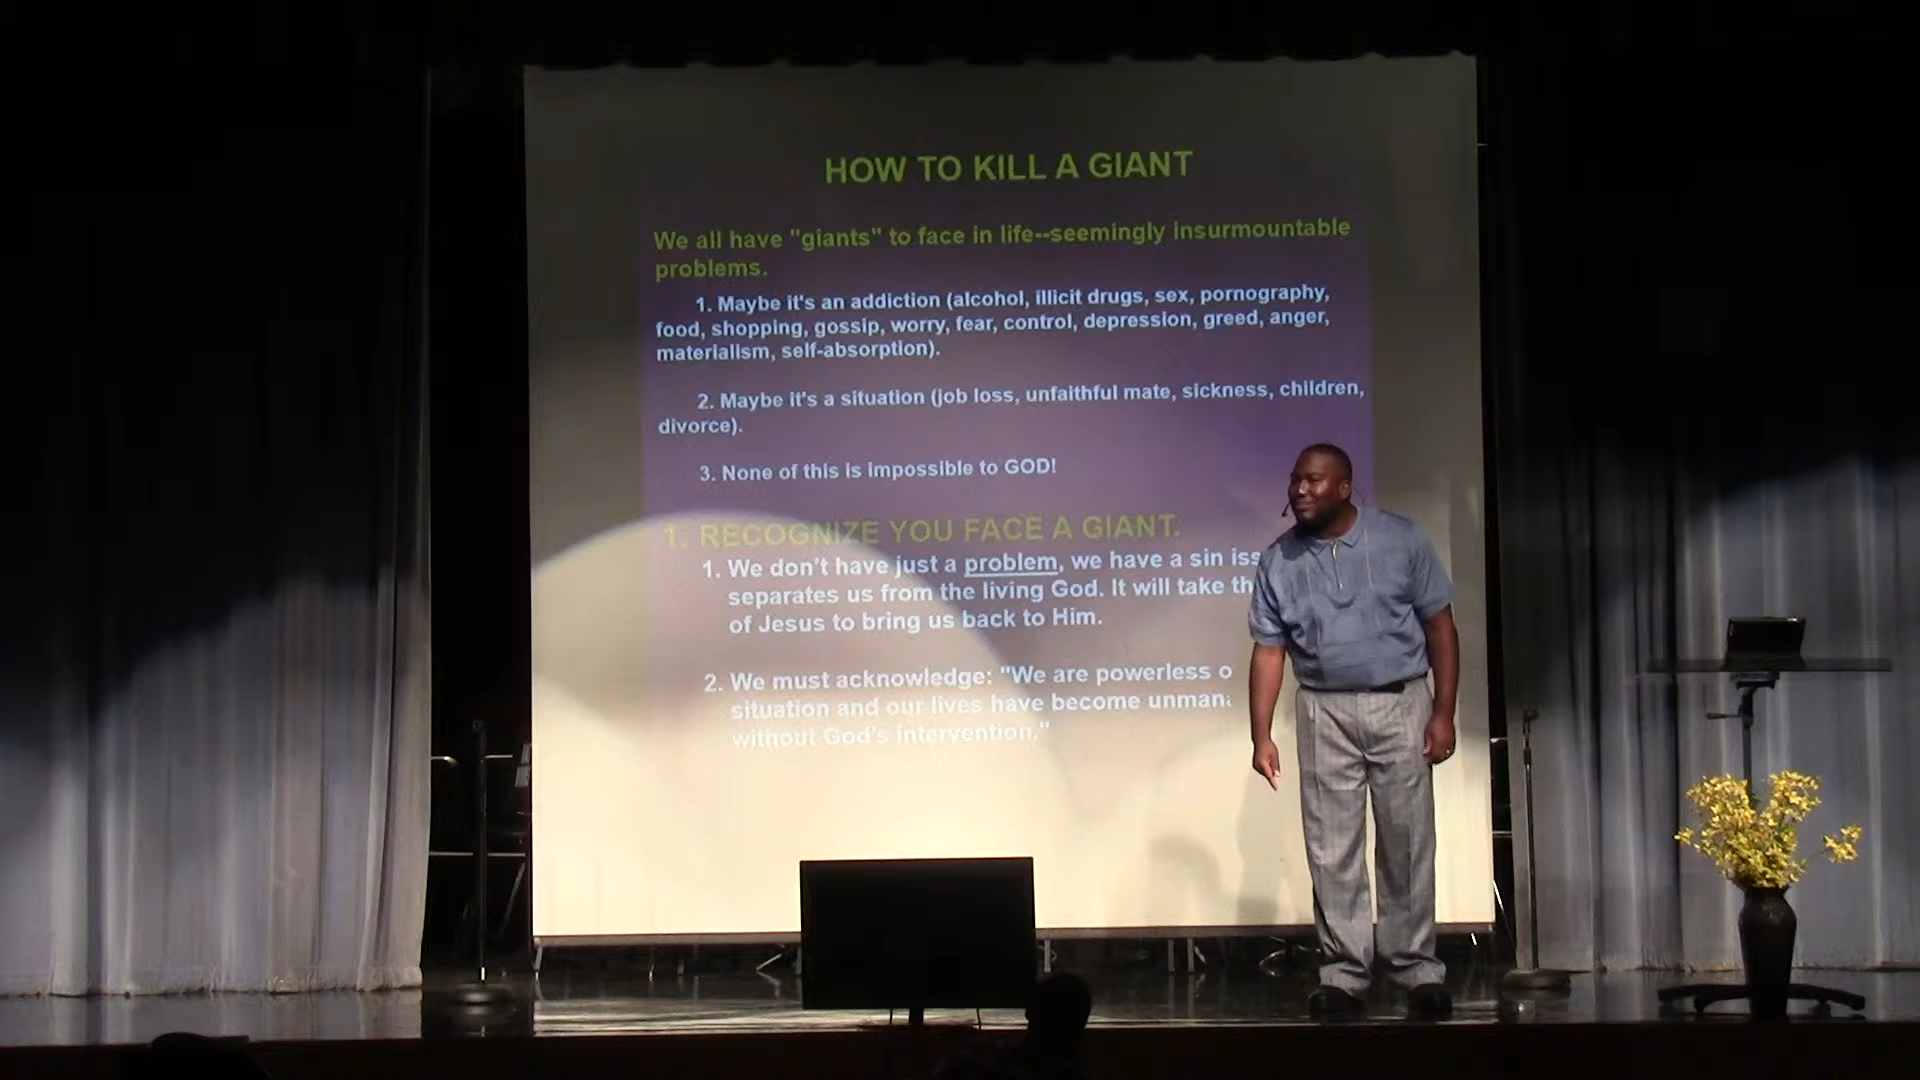 HOW TO KILL A GIANT
We all have "giants" to face in life--seemingly insurmountable
problems.
1. Maybe it's an addiction (alcohol, illicit drugs, sex, pornography,
food, shopping, gossip, worry, fear, control, depression, greed, anger,
materialism, self-absorption).
2. Maybe it's a situation (job loss, unfaithful mate, sickness, children,
divorce).
3. None of this is impossible to GOD!
1. RECOGNIZE YOU FACE A GIANT.
1. We don't have just a problem, we have a sin
separates us from the living God. It will take
of Jesus to bring us back to Him.
2. We must acknowledge: "We are powerless
situation and our lives have become
without God's intervention."